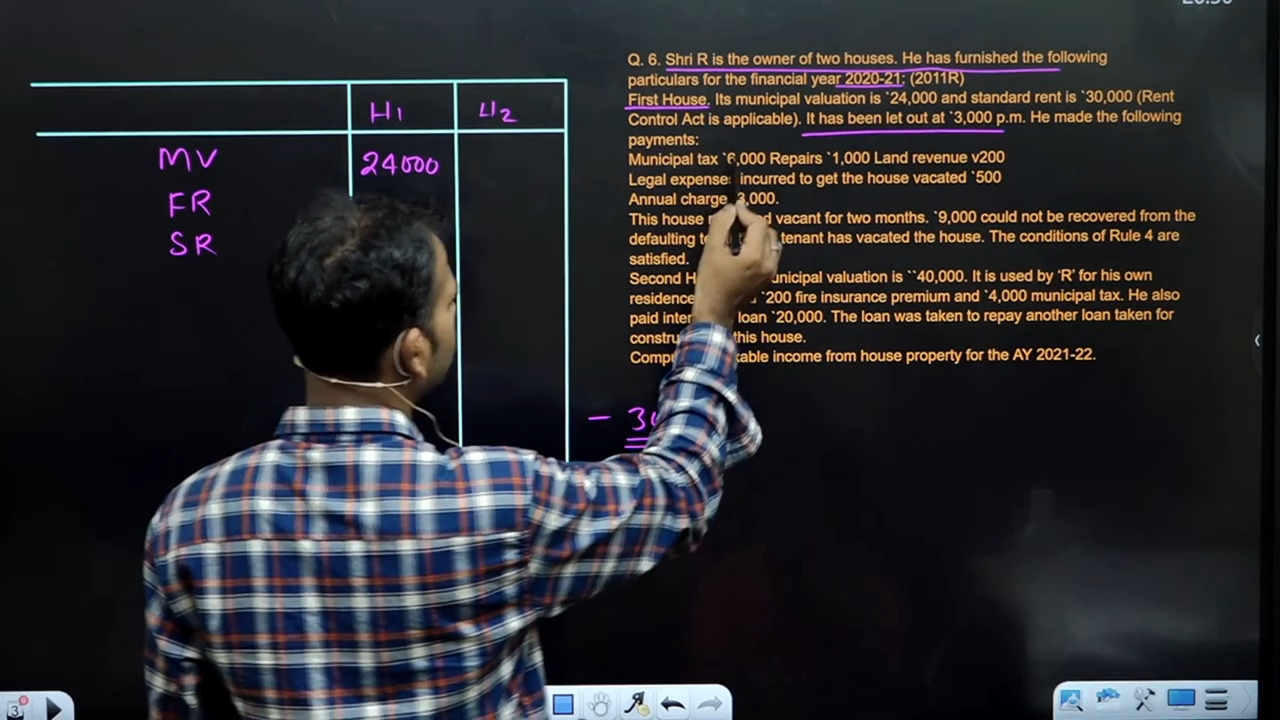 H1 H2
MV 24000
FR
SR
Q. 6. Shri R is the owner of two houses. He has furnished the following
particulars for the financial year 2020-21: (2011R)
First House. Its municipal valuation is `24,000 and standard rent is `30,000 (Rent
Control Act is applicable). It has been let out at `3,000 p.m. He made the following
payments:
Municipal tax `6,000 Repairs `1,000 Land revenue v200
Legal expenses incurred to get the house vacated `500
Annual charge 3,000.
This house vacant for two months. `9,000 could not be recovered from the
defaulting tenant has vacated the house. The conditions of Rule 4 are
satisfied.
Second unicipal valuation is ``40,000. It is used by ‘R’ for his own
residence `200 fire insurance premium and `4,000 municipal tax. He also
paid loan `20,000. The loan was taken to repay another loan taken for
this house.
income from house property for the AY 2021-22.
- 3
3